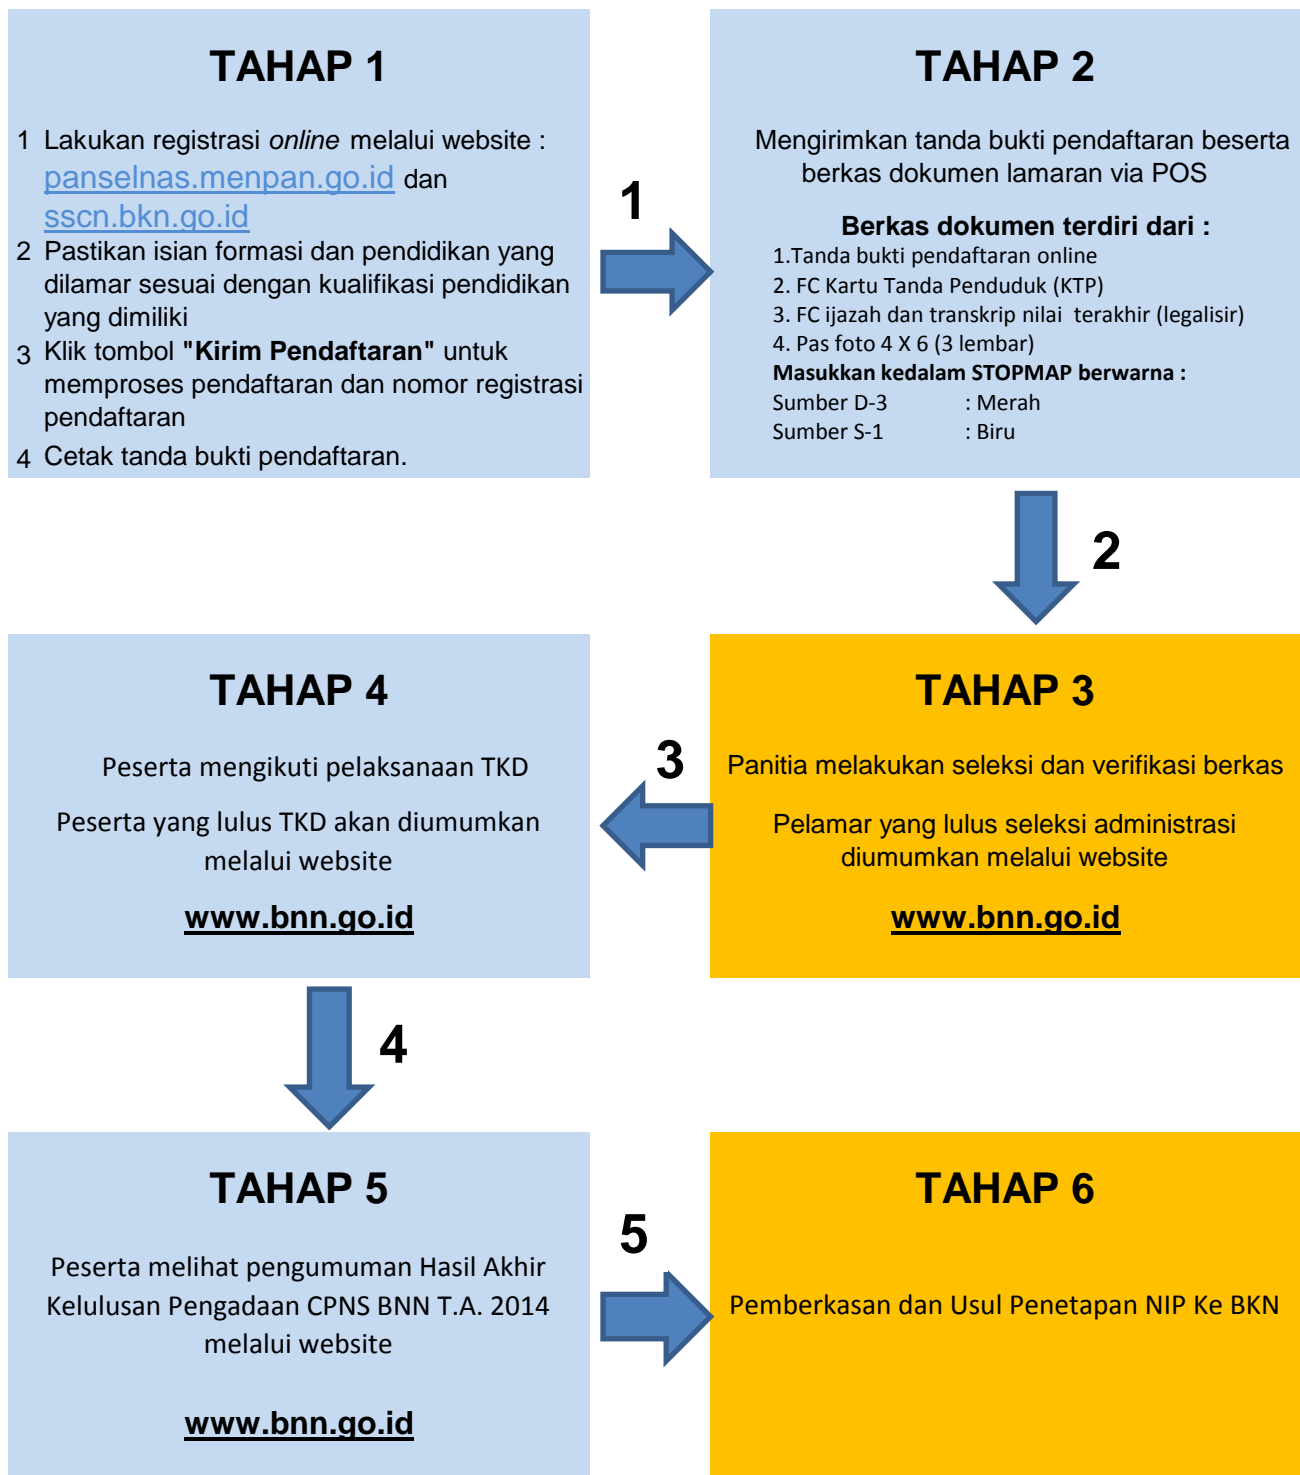 TAHAP 1
1 Lakukan registrasi online melalui website :
panselnas.menpan.go.id dan
sscn.bkn.go.id
2 Pastikan isian formasi dan pendidikan yang
dilamar sesuai dengan kualifikasi pendidikan
yang dimiliki
3 Klik tombol "Kirim Pendaftaran" untuk
memproses pendaftaran dan nomor registrasi
pendaftaran
4 Cetak tanda bukti pendaftaran.
1
TAHAP 2
Mengirimkan tanda bukti pendaftaran beserta
berkas dokumen lamaran via POS
Berkas dokumen terdiri dari :
1.Tanda bukti pendaftaran online
2. FC Kartu Tanda Penduduk (KTP)
3. FC ijazah dan transkrip nilai terakhir (legalisir)
4. Pas foto 4 X 6 (3 lembar)
Masukkan kedalam STOPMAP berwarna :
Sumber D-3 : Merah
Sumber S-1 : Biru
2
TAHAP 3
Panitia melakukan seleksi dan verifikasi berkas
Pelamar yang lulus seleksi administrasi
diumumkan melalui website
www.bnn.go.id
3
TAHAP 4
Peserta mengikuti pelaksanaan TKD
Peserta yang lulus TKD akan diumumkan
melalui website
www.bnn.go.id
4
TAHAP 5
Peserta melihat pengumuman Hasil Akhir
Kelulusan Pengadaan CPNS BNN T.A. 2014
melalui website
www.bnn.go.id
5
TAHAP 6
Pemberkasan dan Usul Penetapan NIP Ke BKN